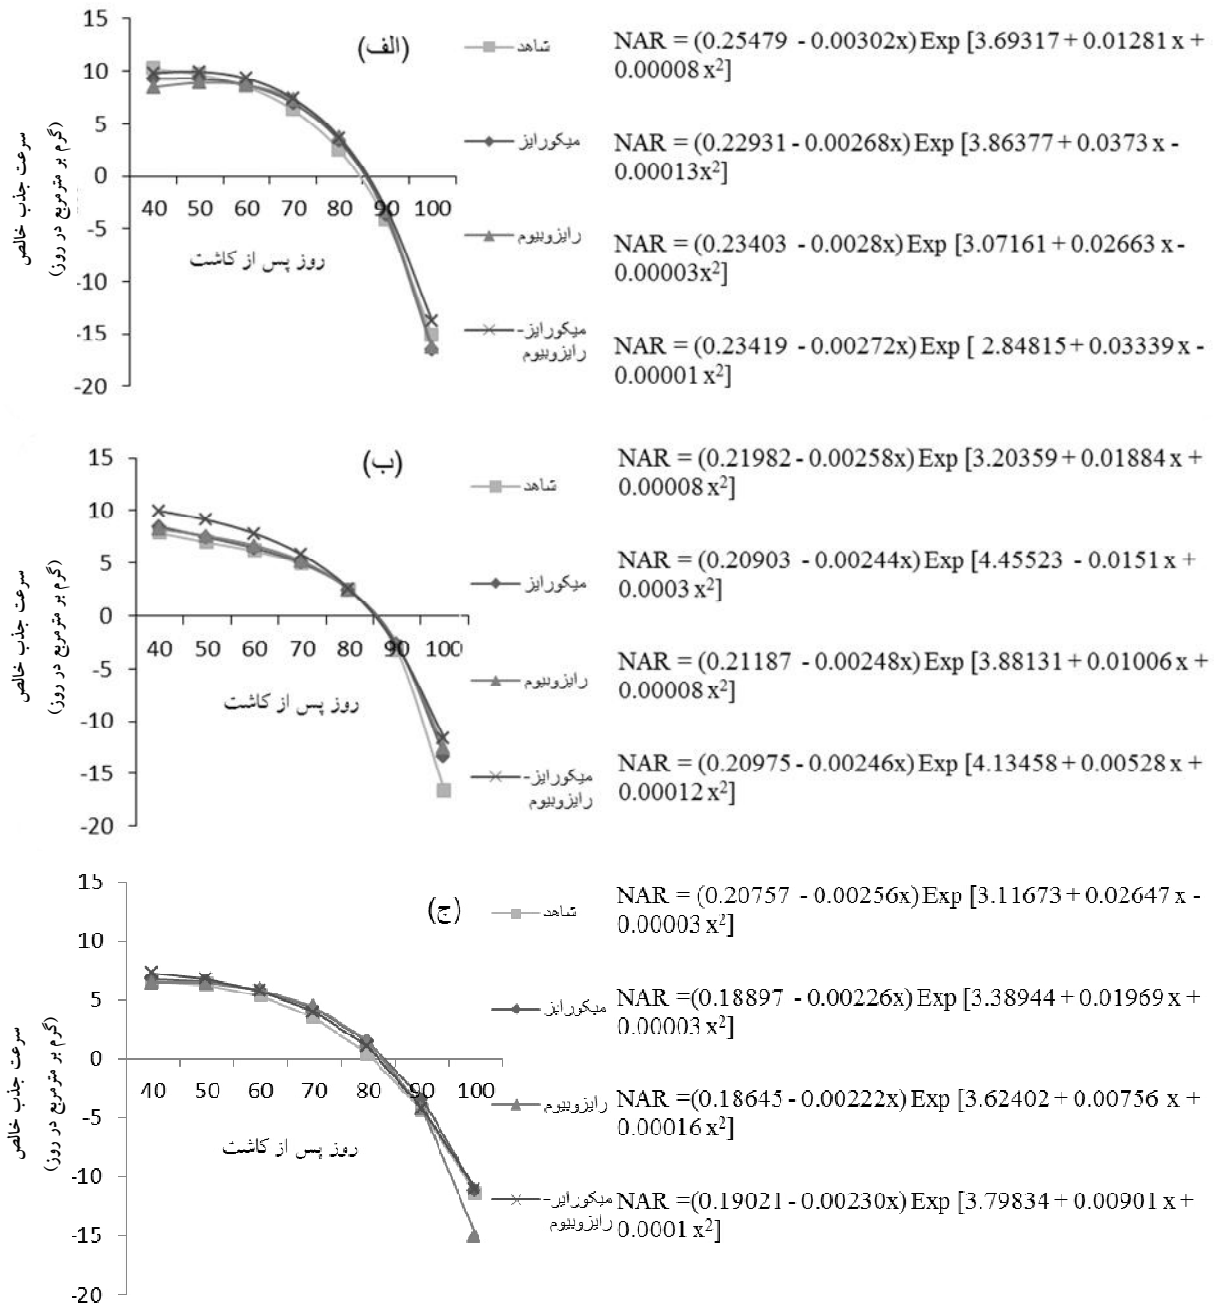 15
10
5
0
-5
-10
-15
-20
40 50 60 70 80 90 100
(الف)
روز پس از کاشت
سرعت جذب خالص
(گرم بر مترمربع در روز)
شاهد
میکورایز
رایزوبیوم
میکورایز-
رایزوبیوم
NAR = (0.25479 - 0.00302x) Exp [3.69317 + 0.01281 x +
0.00008 x²]
NAR = (0.22931 - 0.00268x) Exp [3.86377 + 0.0373 x -
0.00013x²]
NAR = (0.23403 - 0.0028x) Exp [3.07161 + 0.02663 x -
0.00003x²]
NAR = (0.23419 - 0.00272x) Exp [ 2.84815 + 0.03339 x -
0.00001 x²]
15
10
5
0
-5
-10
-15
-20
40 50 60 70 80 90 100
(ب)
روز پس از کاشت
سرعت جذب خالص
(گرم بر مترمربع در روز)
شاهد
میکورایز
رایزوبیوم
میکورایز-
رایزوبیوم
NAR = (0.21982 - 0.00258x) Exp [3.20359 + 0.01884 x +
0.00008 x²]
NAR = (0.20903 - 0.00244x) Exp [4.45523 - 0.0151 x +
0.0003 x²]
NAR = (0.21187 - 0.00248x) Exp [3.88131 + 0.01006 x +
0.00008 x²]
NAR = (0.20975 - 0.00246x) Exp [4.13458 + 0.00528 x +
0.00012 x²]
15
10
5
0
-5
-10
-15
-20
40 50 60 70 80 90 100
(ج)
روز پس از کاشت
سرعت جذب خالص
(گرم بر مترمربع در روز)
شاهد
میکورایز
رایزوبیوم
میکورایز-
رایزوبیوم
NAR = (0.20757 - 0.00256x) Exp [3.11673 + 0.02647 x -
0.00003 x²]
NAR =(0.18897 - 0.00226x) Exp [3.38944 + 0.01969 x +
0.00003 x²]
NAR =(0.18645 - 0.00222x) Exp [3.62402 + 0.00756 x +
0.00016 x²]
NAR =(0.19021 - 0.00230x) Exp [3.79834 + 0.00901 x +
0.0001 x²]